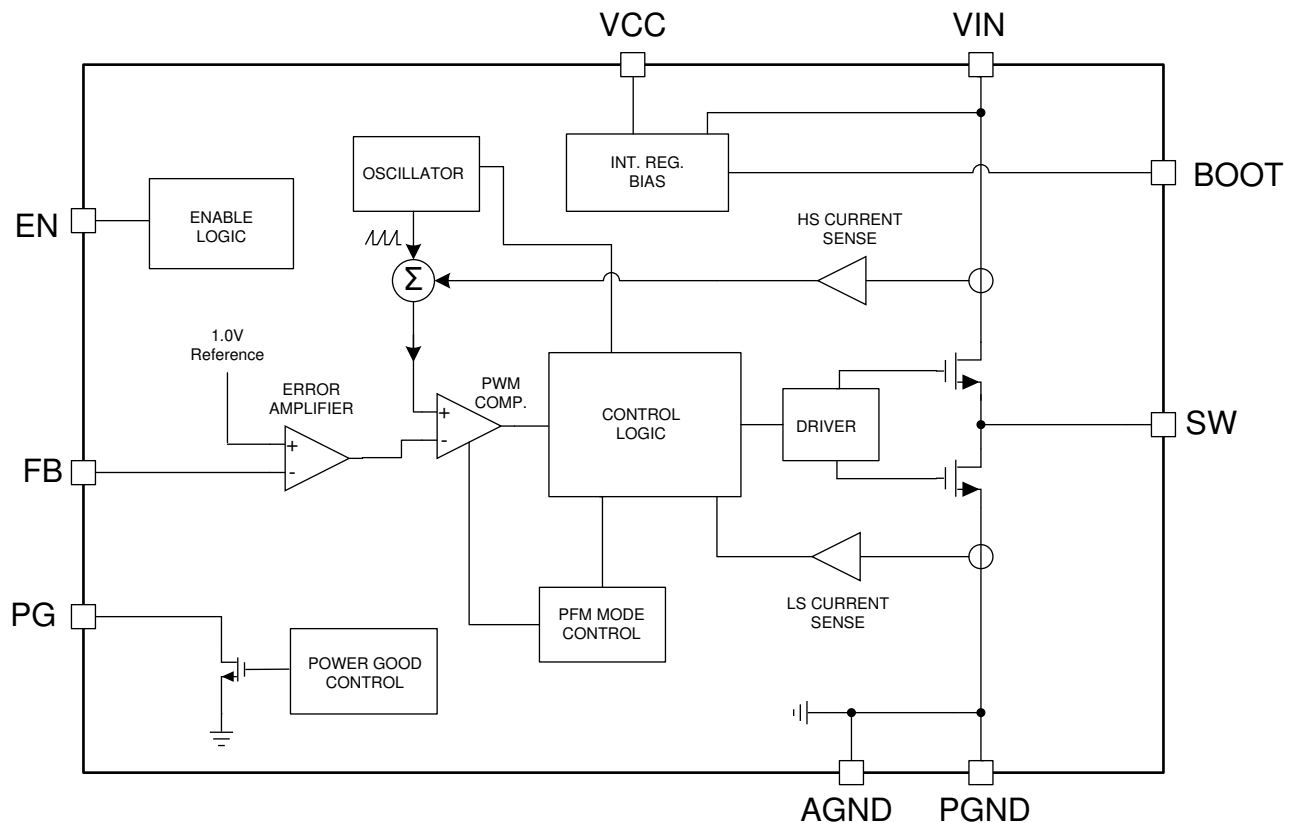 VCC
VIN
OSCILLATOR
INT. REG.
BIAS
BOOT
EN
ENABLE
LOGIC
HS CURRENT
SENSE
Σ
1.0V
Reference
ERROR
AMPLIFIER
+
-
PWM
COMP.
+
-
CONTROL
LOGIC
DRIVER
SW
FB
PG
PFM MODE
CONTROL
LS CURRENT
SENSE
POWER GOOD
CONTROL
AGND
PGND